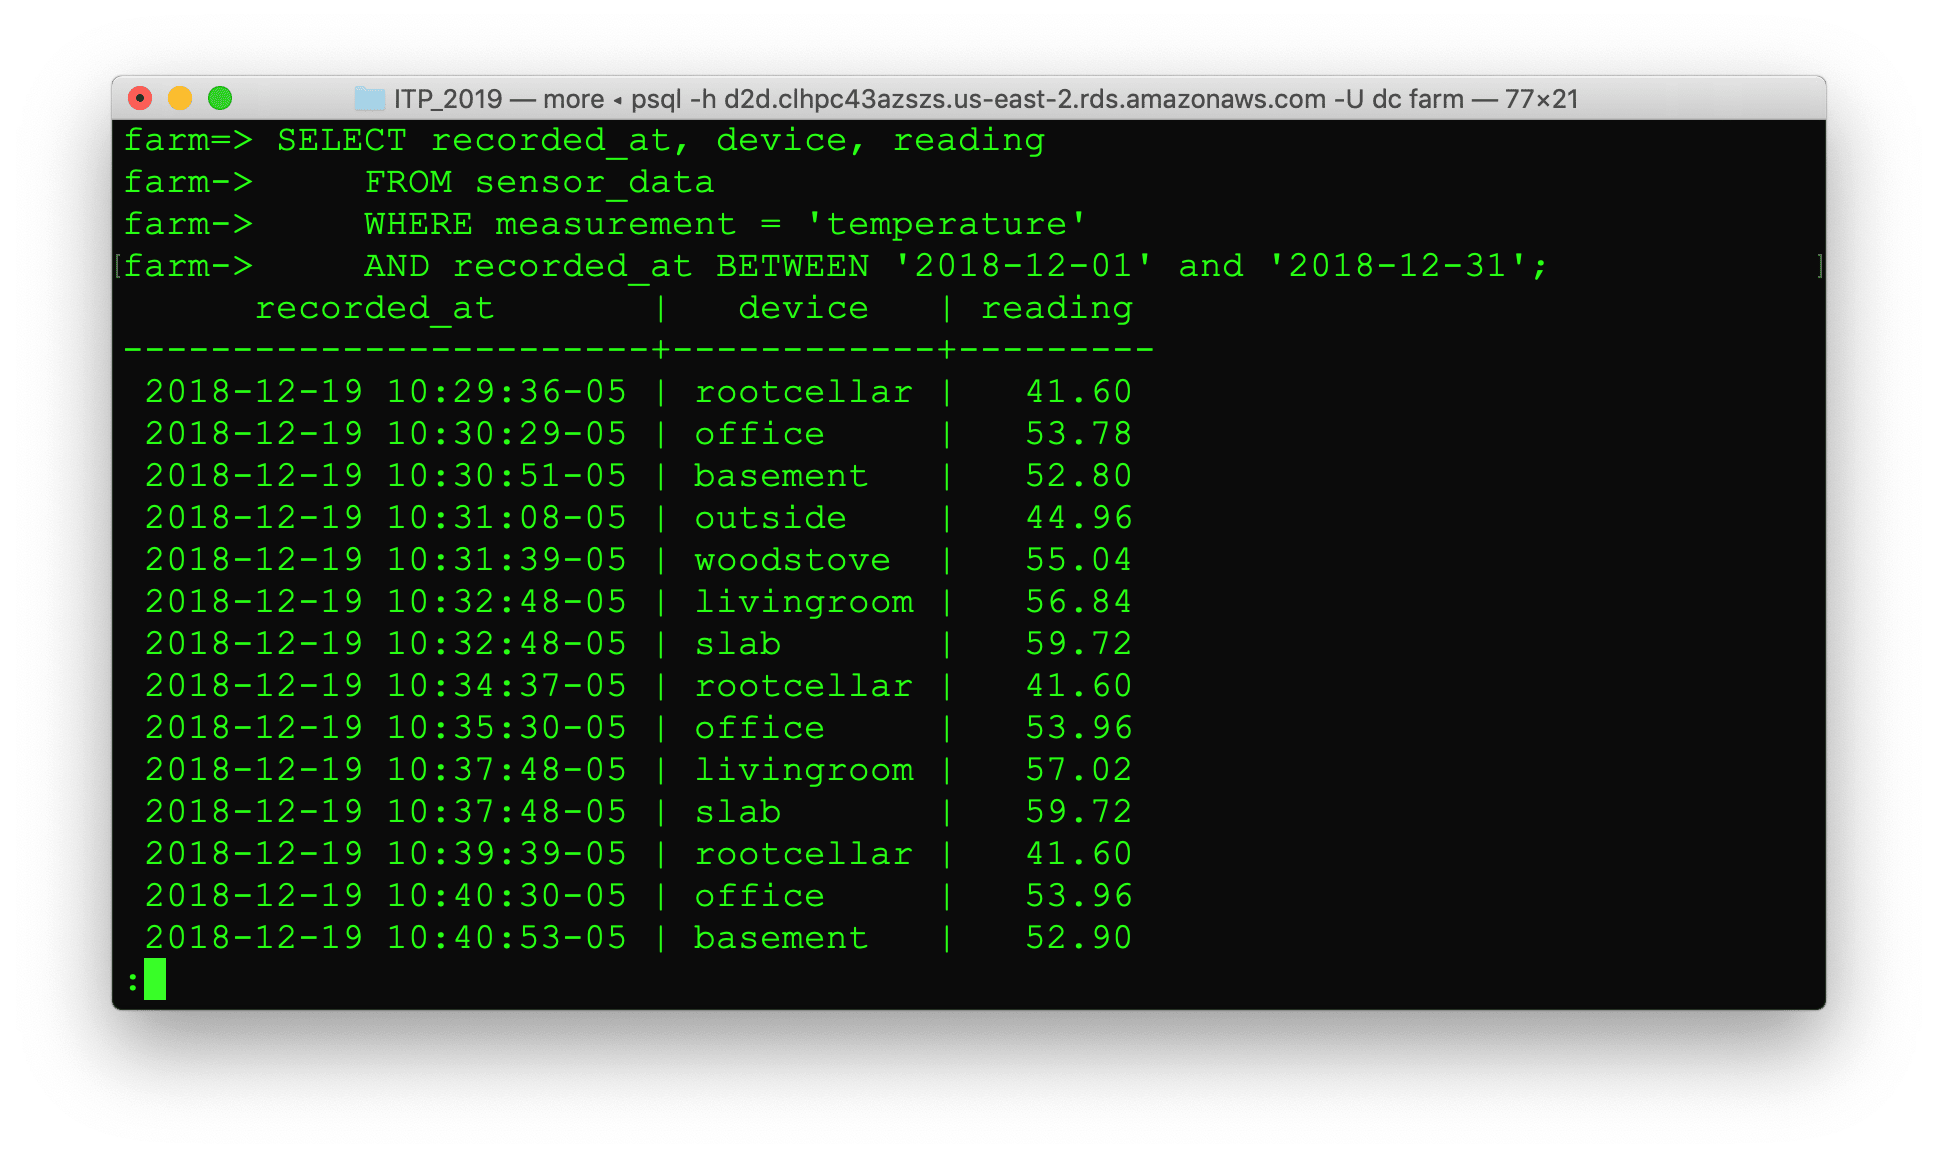 ITP_2019 — more ◂ psql -h d2d.clhpc43azszs.us-east-2.rds.amazonaws.com -U dc farm — 77×21
farm=> SELECT recorded_at, device, reading
farm->     FROM sensor_data
farm->     WHERE measurement = 'temperature'
[farm->     AND recorded_at BETWEEN '2018-12-01' and '2018-12-31';            ]
      recorded_at       |   device   | reading
------------------------+------------+---------
 2018-12-19 10:29:36-05 | rootcellar |   41.60
 2018-12-19 10:30:29-05 | office     |   53.78
 2018-12-19 10:30:51-05 | basement   |   52.80
 2018-12-19 10:31:08-05 | outside    |   44.96
 2018-12-19 10:31:39-05 | woodstove  |   55.04
 2018-12-19 10:32:48-05 | livingroom |   56.84
 2018-12-19 10:32:48-05 | slab       |   59.72
 2018-12-19 10:34:37-05 | rootcellar |   41.60
 2018-12-19 10:35:30-05 | office     |   53.96
 2018-12-19 10:37:48-05 | livingroom |   57.02
 2018-12-19 10:37:48-05 | slab       |   59.72
 2018-12-19 10:39:39-05 | rootcellar |   41.60
 2018-12-19 10:40:30-05 | office     |   53.96
 2018-12-19 10:40:53-05 | basement   |   52.90
: